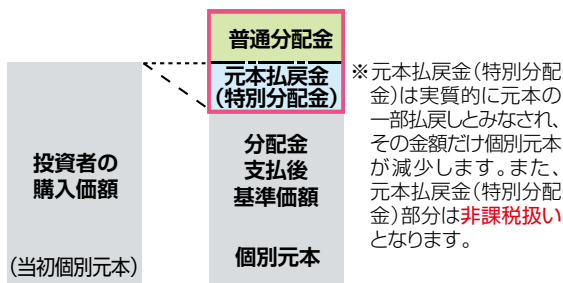 普通分配金
元本払戻金
(特別分配金)
分配金
支払後
基準価額
個別元本
投資者の
購入価額
(当初個別元本)
※元本払戻金(特別分配
金)は実質的に元本の
一部払戻しとみなされ、
その金額だけ個別元本
が減少します。また、
元本払戻金(特別分配
金)部分は非課税扱い
となります。